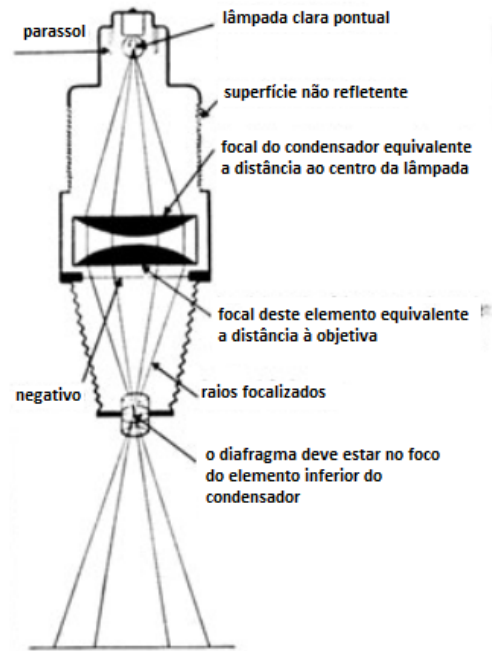 lâmpada clara pontual
parassol
superfície não refletente
focal do condensador equivalente
a distância ao centro da lâmpada
focal deste elemento equivalente
a distância à objetiva
negativo
raios focalizados
o diafragma deve estar no foco
do elemento inferior do
condensador